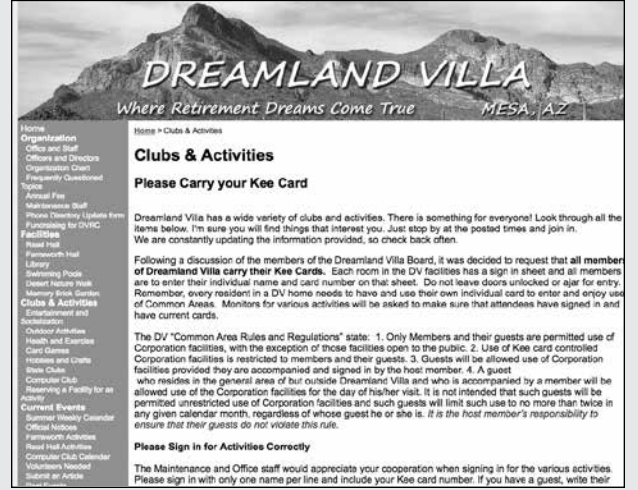 DREAMLAND VILLA
Where Retirement Dreams Come True
MESA, AZ
Home
Organization
Office and Staff
Officers and Directors
Organization Chart
Frequently Questioned
Topics
Annual Fee
Maintenance Staff
Phone Directory Update form
Fundraising for DVRC
Facilities
Read Hall
Farnsworth Hall
Library
Swimming Pools
Desert Nature Walk
Memory Brick Garden
Clubs & Activities
Entertainment and
Socialization
Outdoor Activities
Health and Exercise
Card Games
Hobbies and Crafts
State Clubs
Computer Club
Reserving a Facility for an
Activity
Current Events
Summer Weekly Calendar
Official Notices
Farnsworth Activities
Read Hall Activities
Computer Club Calendar
Volunteers Needed
Submit an Article
Home > Clubs & Activities
Clubs & Activities
Please Carry your Kee Card
Dreamland Villa has a wide variety of clubs and activities. There is something for everyone! Look through all the
items below. I'm sure you will find things that interest you. Just stop by at the posted times and join in.
We are constantly updating the information provided, so check back often.
Following a discussion of the members of the Dreamland Villa Board, it was decided to request that all members
of Dreamland Villa carry their Kee Cards. Each room in the DV facilities has a sign in sheet and all members
are to enter their individual name and card number on that sheet. Do not leave doors unlocked or ajar for entry.
Remember, every resident in a DV home needs to have and use their own individual card to enter and enjoy use
of Common Areas. Monitors for various activities will be asked to make sure that attendees have signed in and
have current cards.
The DV "Common Area Rules and Regulations" state: 1. Only Members and their guests are permitted use of
Corporation facilities, with the exception of those facilities open to the public. 2. Use of Kee card controlled
Corporation facilities is restricted to members and their guests. 3. Guests will be allowed use of Corporation
facilities provided they are accompanied and signed in by the host member. 4. A guest
who resides in the general area of but outside Dreamland Villa and who is accompanied by a member will be
allowed use of the Corporation facilities for the day of his/her visit. It is not intended that such guests will be
permitted unrestricted use of Corporation facilities and such guests will limit such use to no more than twice in
any given calendar month, regardless of whose guest he or she is. It is the host member's responsibility to
ensure that their guests do not violate this rule.
Please Sign in for Activities Correctly
The Maintenance and Office staff would appreciate your cooperation when signing in for the various activities.
Please sign in with only one name per line and include your Kee card number. If you have a guest, write their